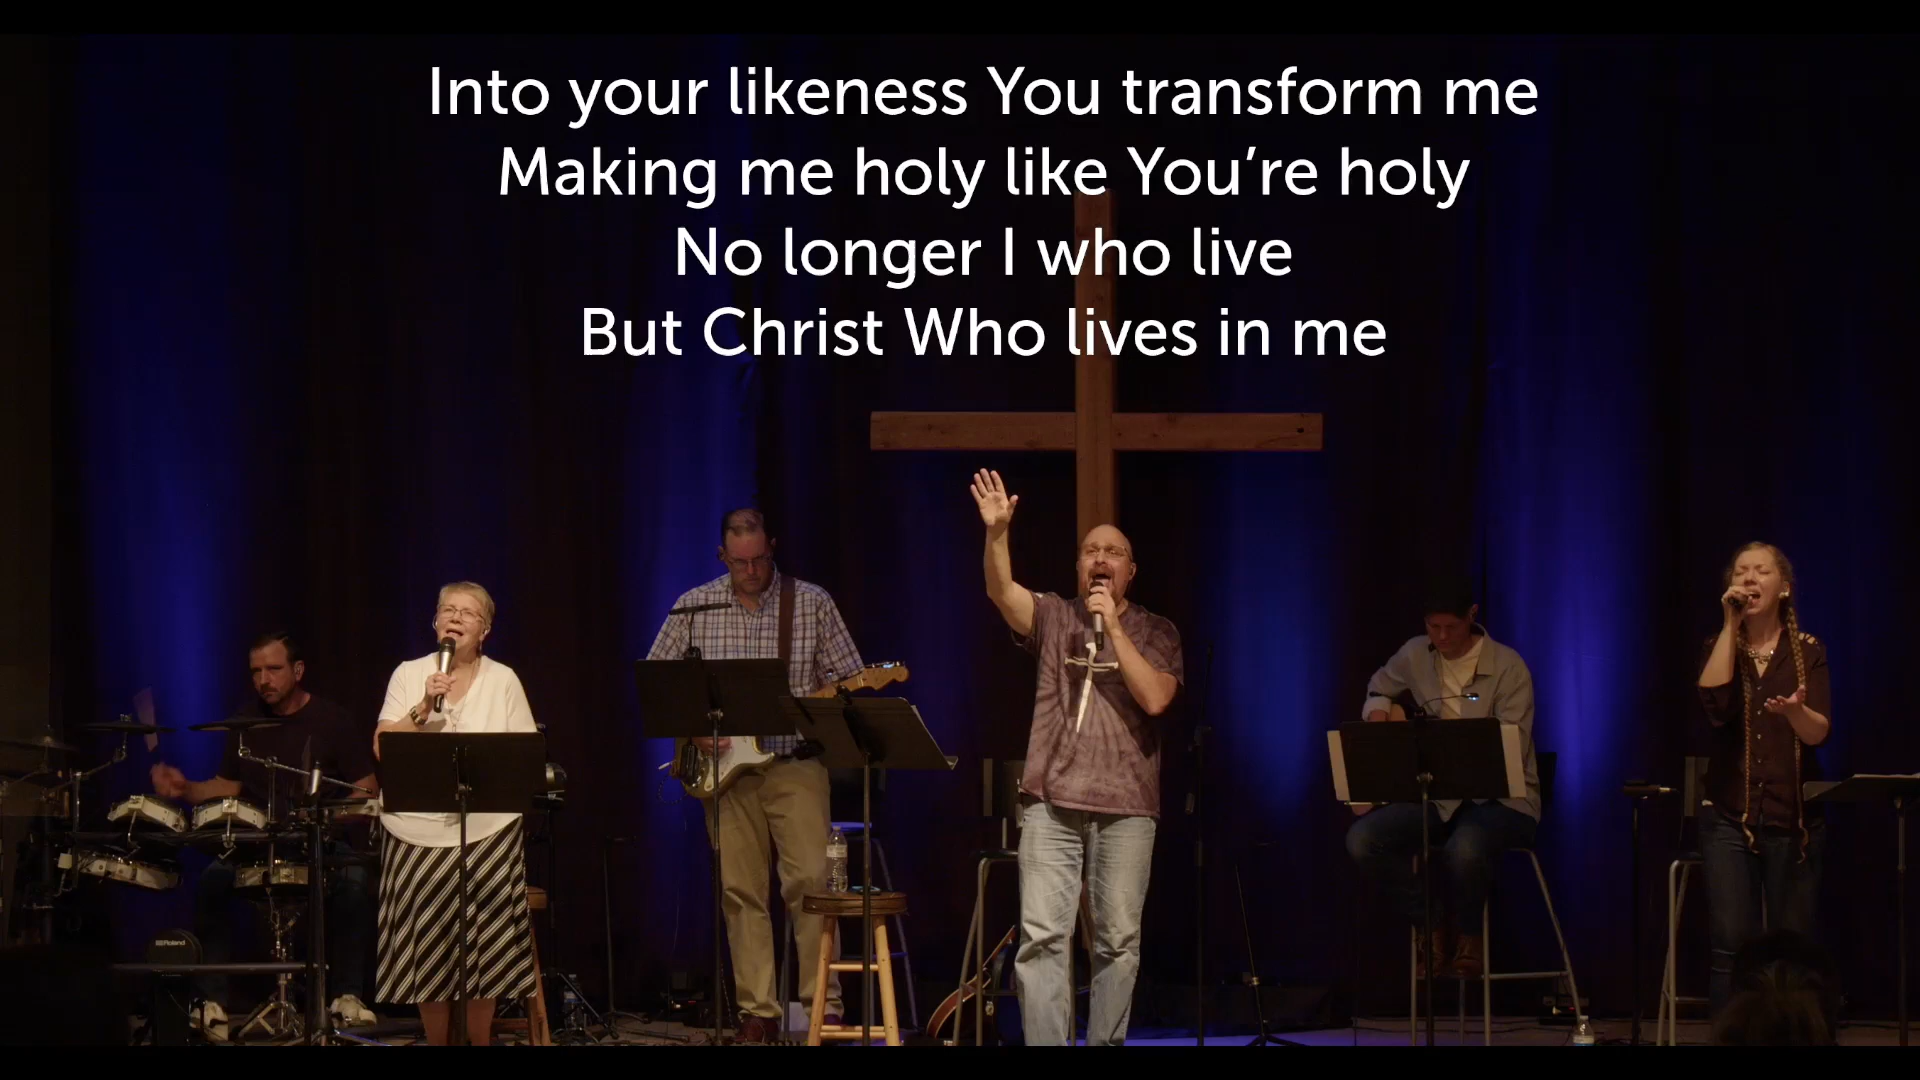 Into your likeness You transform me
Making me holy like You’re holy
No longer I who live
But Christ Who lives in me
Roland